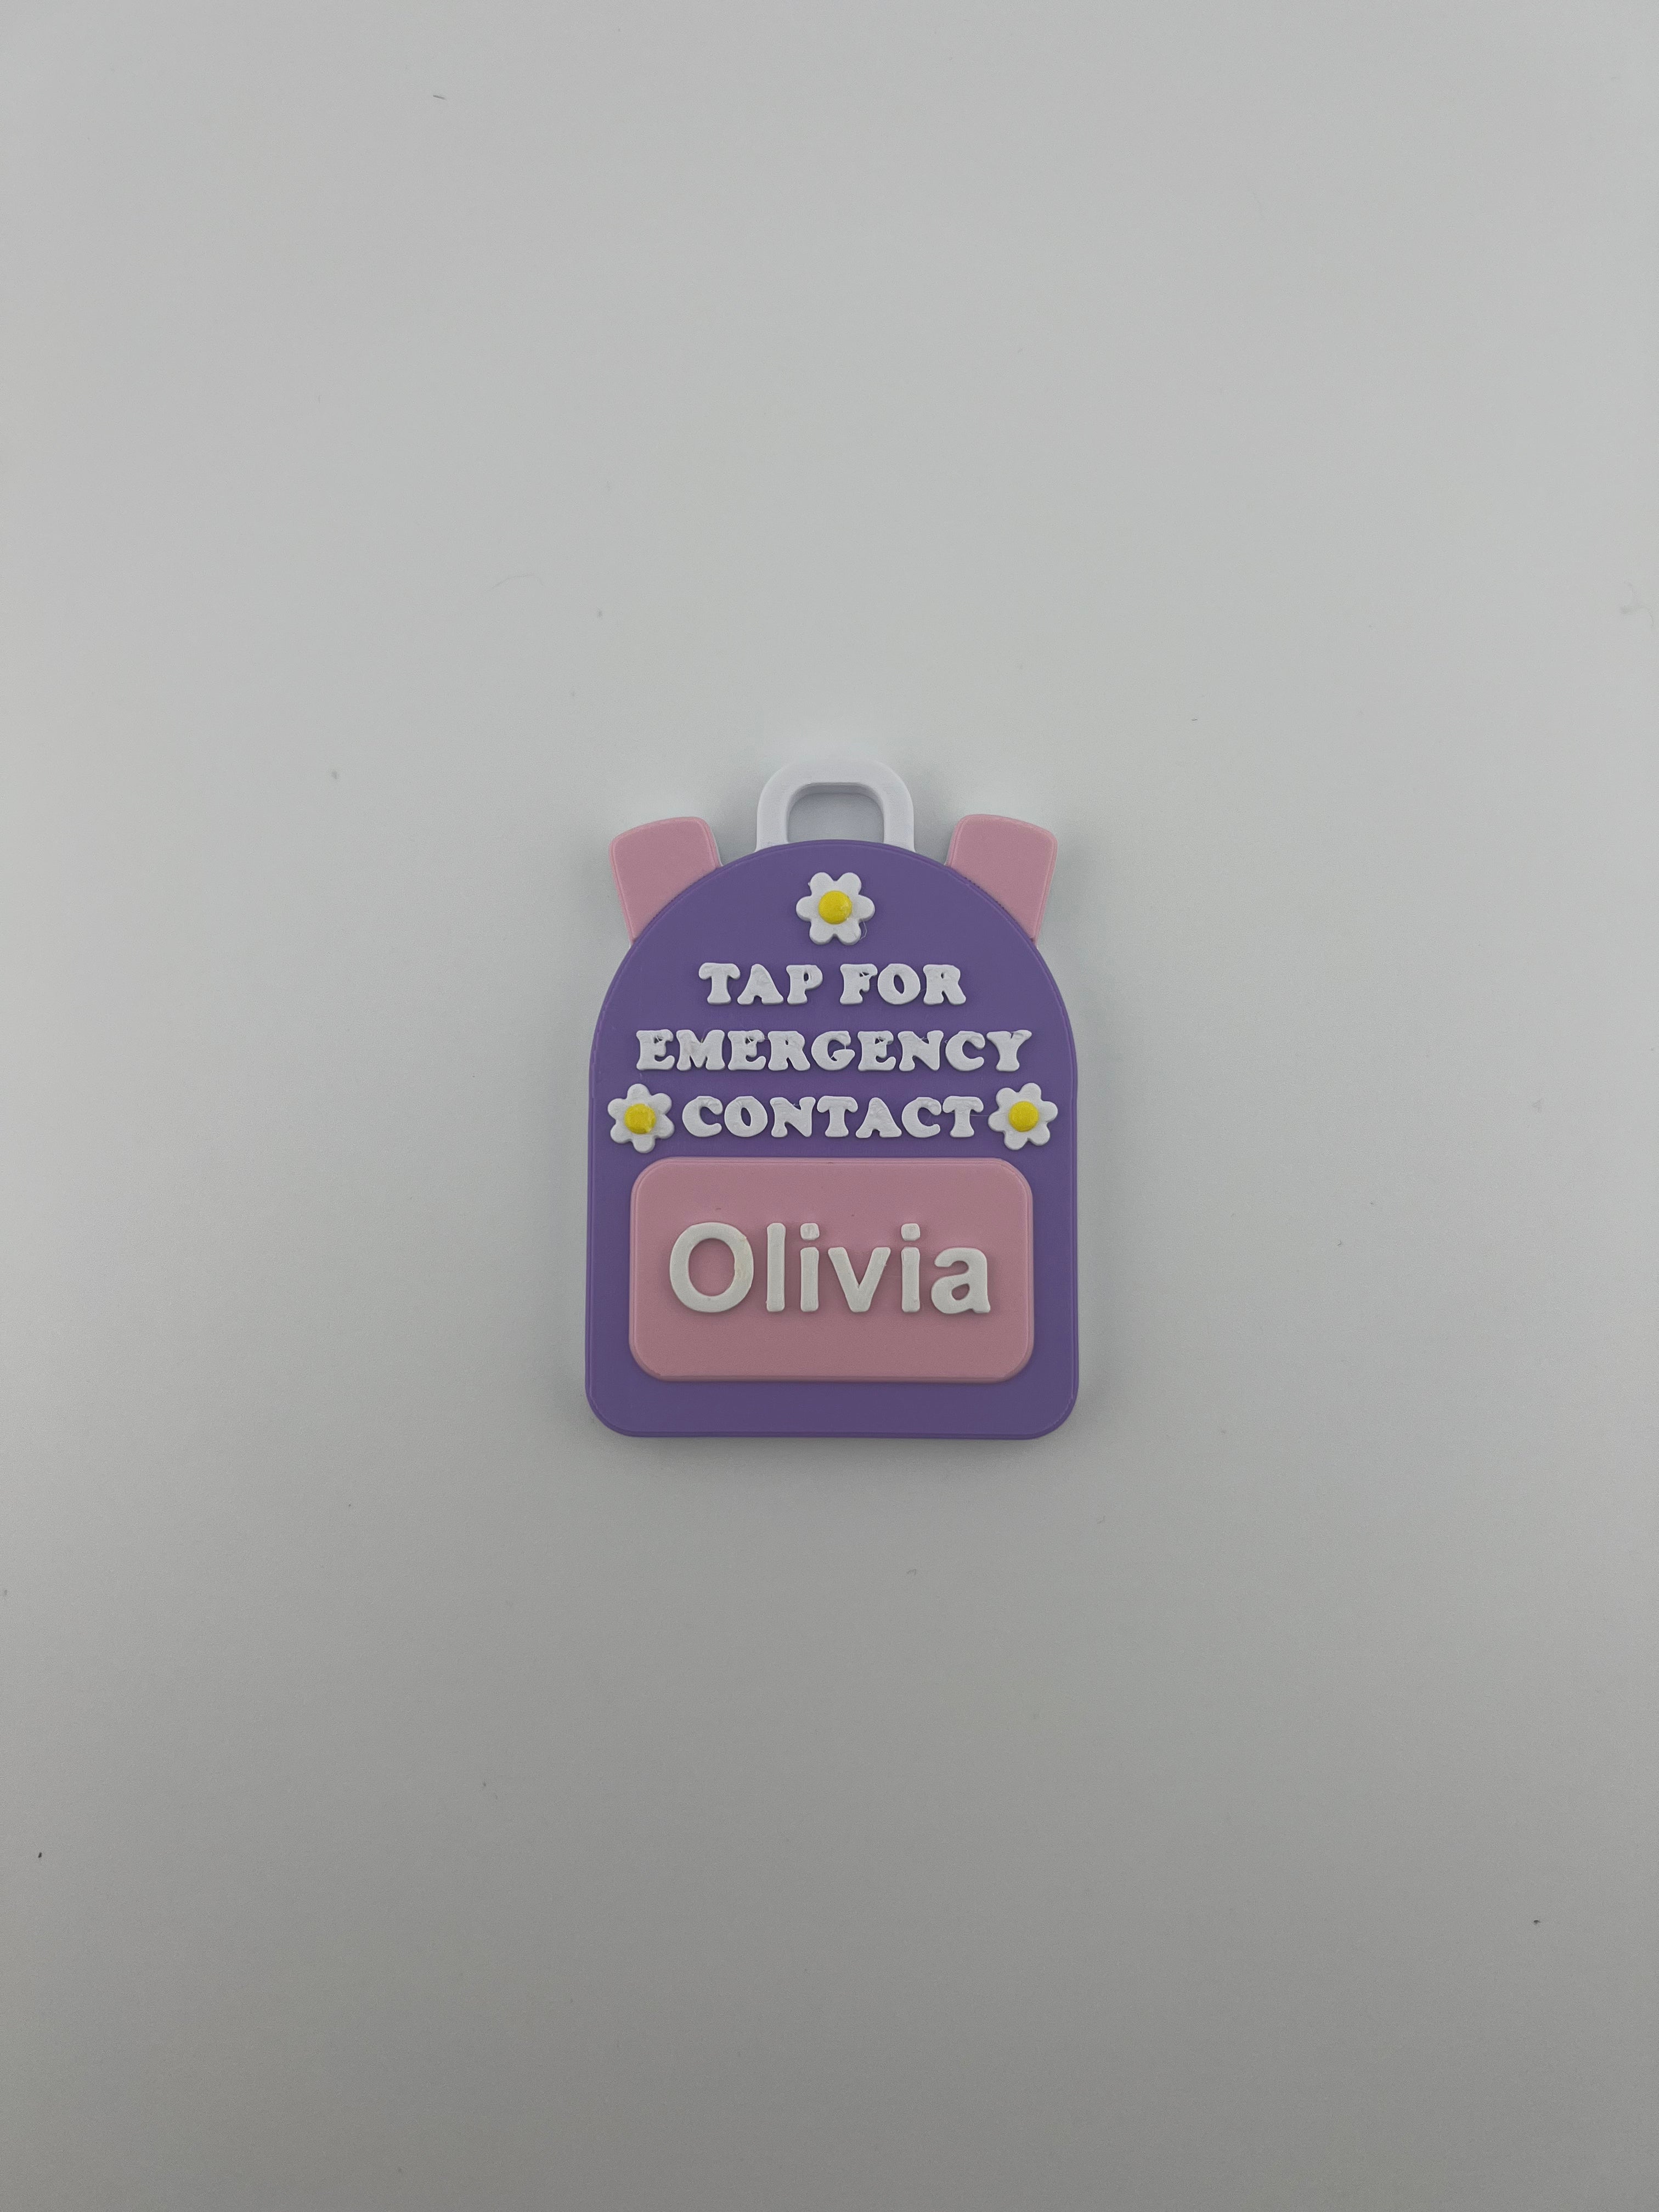 TAP FOR
EMERGENCY
CONTACT
Olivia